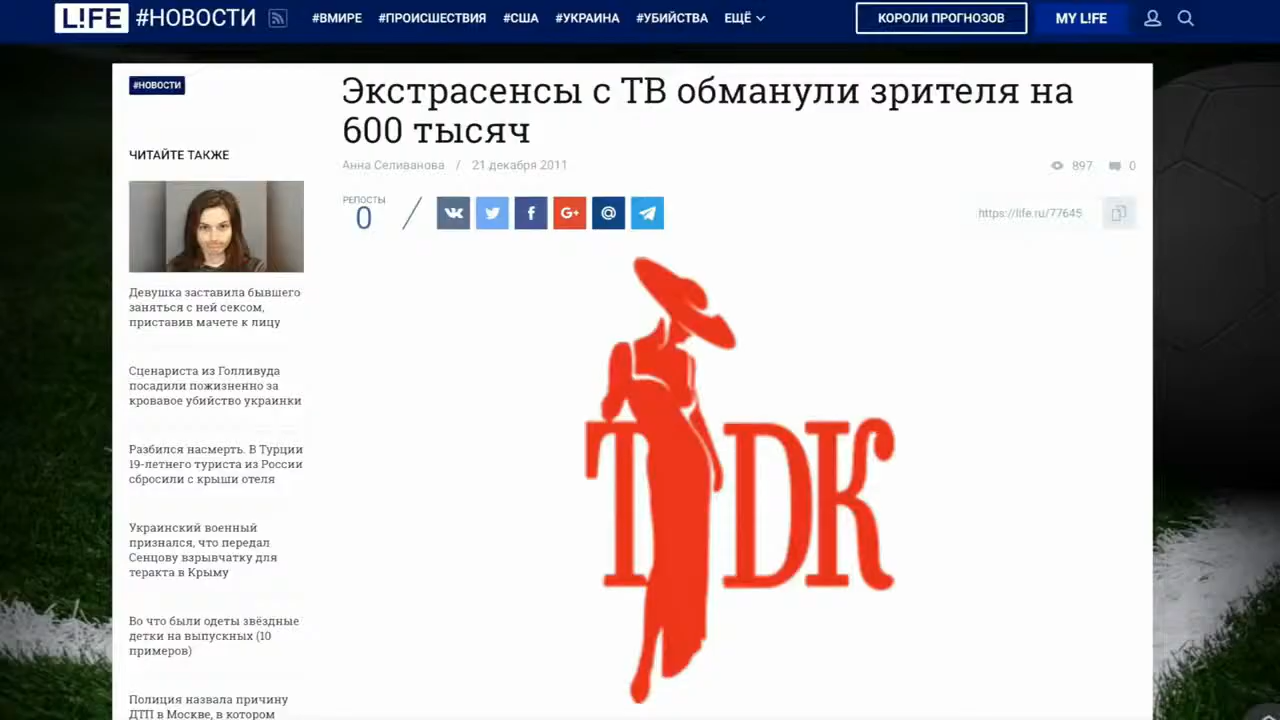 L!FE #НОВОСТИ
#ВМИРЕ #ПРОИСШЕСТВИЯ #США #УКРАИНА #УБИЙСТВА ЕЩЁ
КОРОЛИ ПРОГНОЗОВ
MY L!FE
#НОВОСТИ
Экстрасенсы с ТВ обманули зрителя на
600 тысяч
Анна Селиванова / 21 декабря 2011
897
0
РЕПОСТЫ
0
https://life.ru/77645
ТДК
ЧИТАЙТЕ ТАКЖЕ
Девушка заставила бывшего
заняться с ней сексом,
приставив мачете к лицу
Сценариста из Голливуда
посадили пожизненно за
кровавое убийство украинки
Разбился насмерть. В Турции
19-летнего туриста из России
сбросили с крыши отеля
Украинский военный
признался, что передал
Сенцову взрывчатку для
теракта в Крыму
Во что были одеты звёздные
детки на выпускных (10
примеров)
Полиция назвала причину
ДТП в Москве, в котором